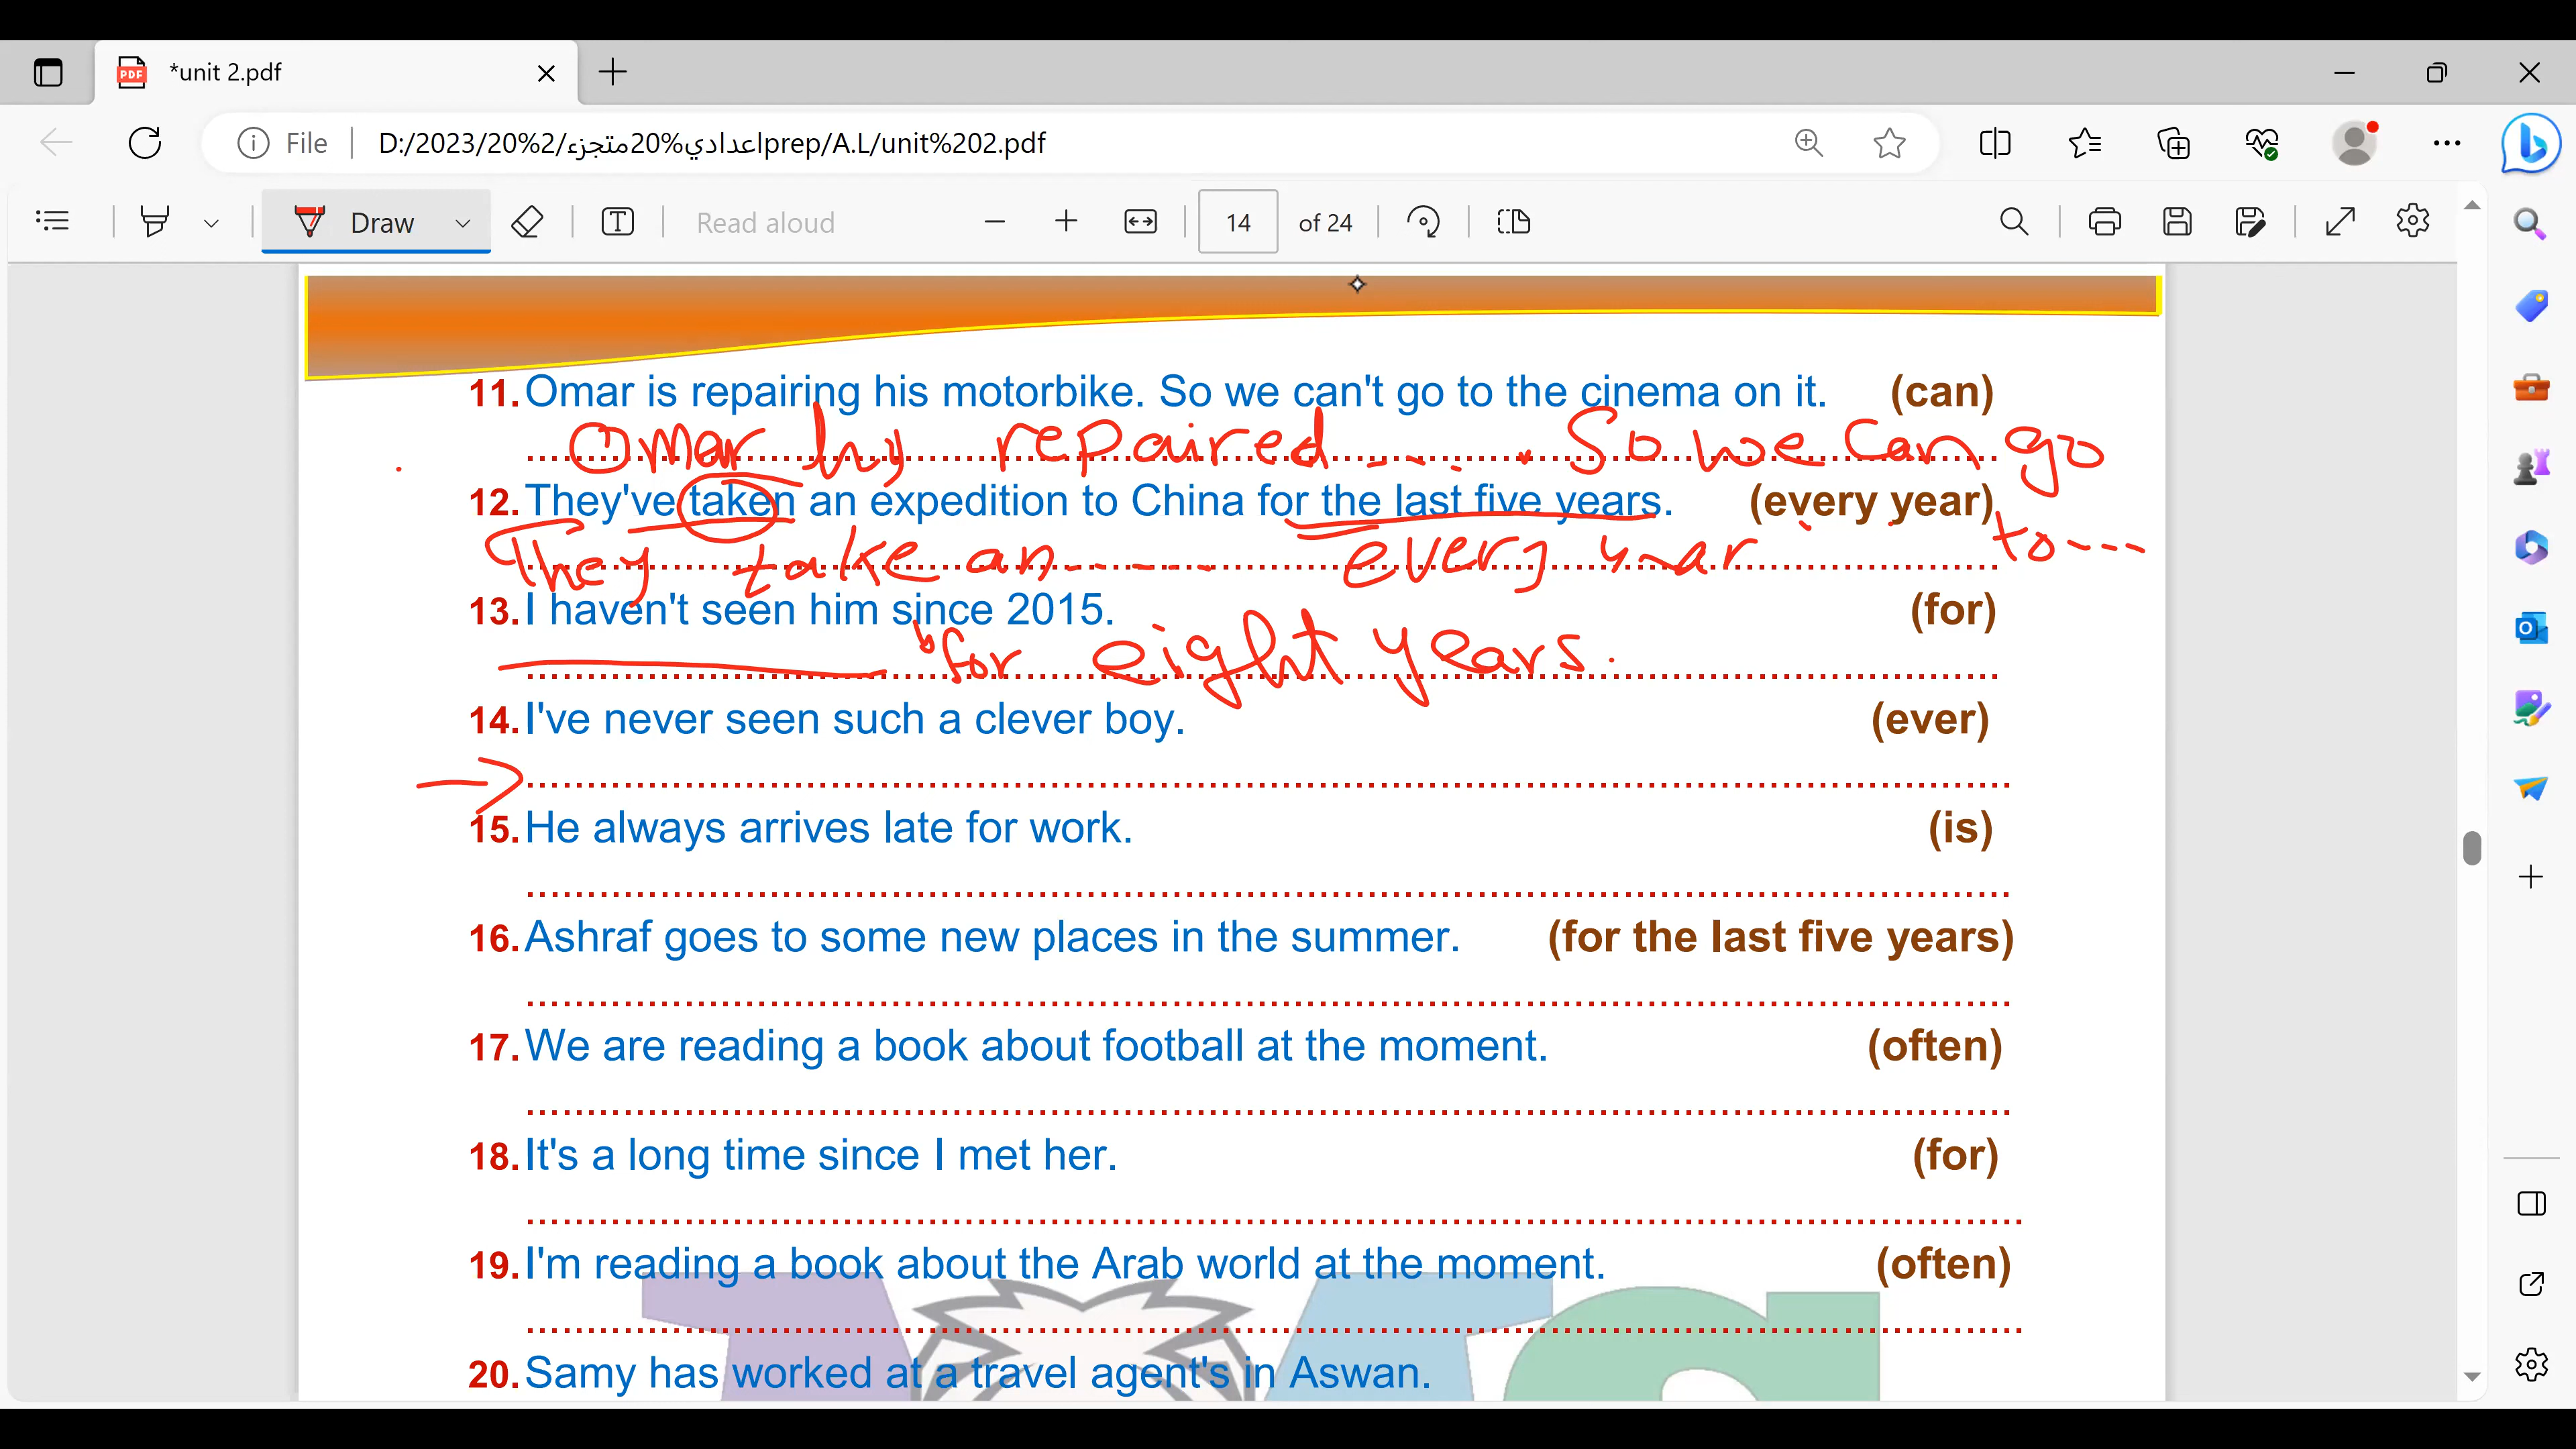 *unit 2.pdf
File D:/2023/20%2/اعدادي%20متجزء/prep/A.L/unit%202.pdf
Draw Read aloud 14 of 24
11. Omar is repairing his motorbike. So we can't go to the cinema on it. (can)
Omar has repaired ---- . So we can go
12. They've taken an expedition to China for the last five years. (every year)
to---
They take an------ every year
13. I haven't seen him since 2015. (for)
for eight years.
14. I've never seen such a clever boy. (ever)
15. He always arrives late for work. (is)
16. Ashraf goes to some new places in the summer. (for the last five years)
17. We are reading a book about football at the moment. (often)
18. It's a long time since I met her. (for)
19. I'm reading a book about the Arab world at the moment. (often)
20. Samy has worked at a travel agent's in Aswan.